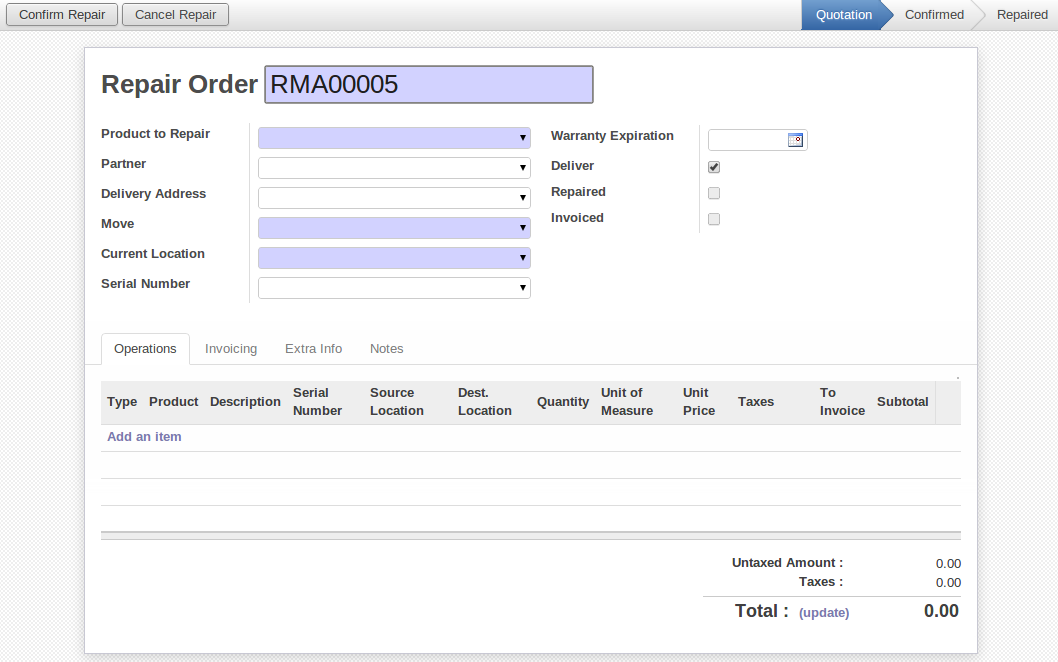 Confirm Repair Cancel Repair Quotation Confirmed Repaired
Repair Order RMA00005
Product to Repair
Partner
Delivery Address
Move
Current Location
Serial Number
Warranty Expiration
Deliver
Repaired
Invoiced
Operations Invoicing Extra Info Notes
Type Product Description Serial Number Source Location Dest. Location Quantity Unit of Measure Unit Price Taxes To Invoice Subtotal
Add an item
Untaxed Amount : 0.00
Taxes : 0.00
Total : (update) 0.00